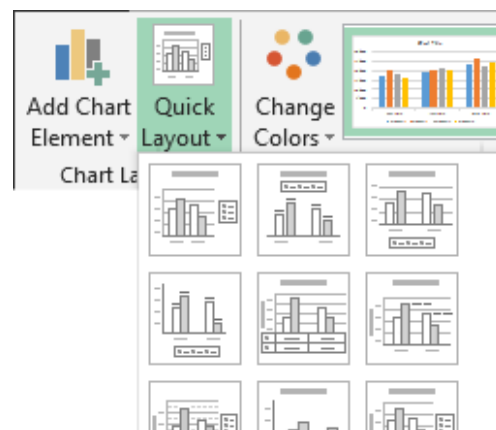 Add Chart
Element
Quick
Layout
Change
Colors
Chart La